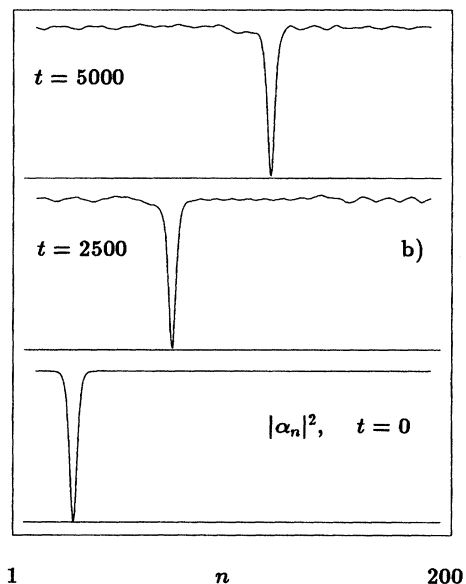 t = 5000
t = 2500
b)
|αₙ|², t = 0
1 n 200